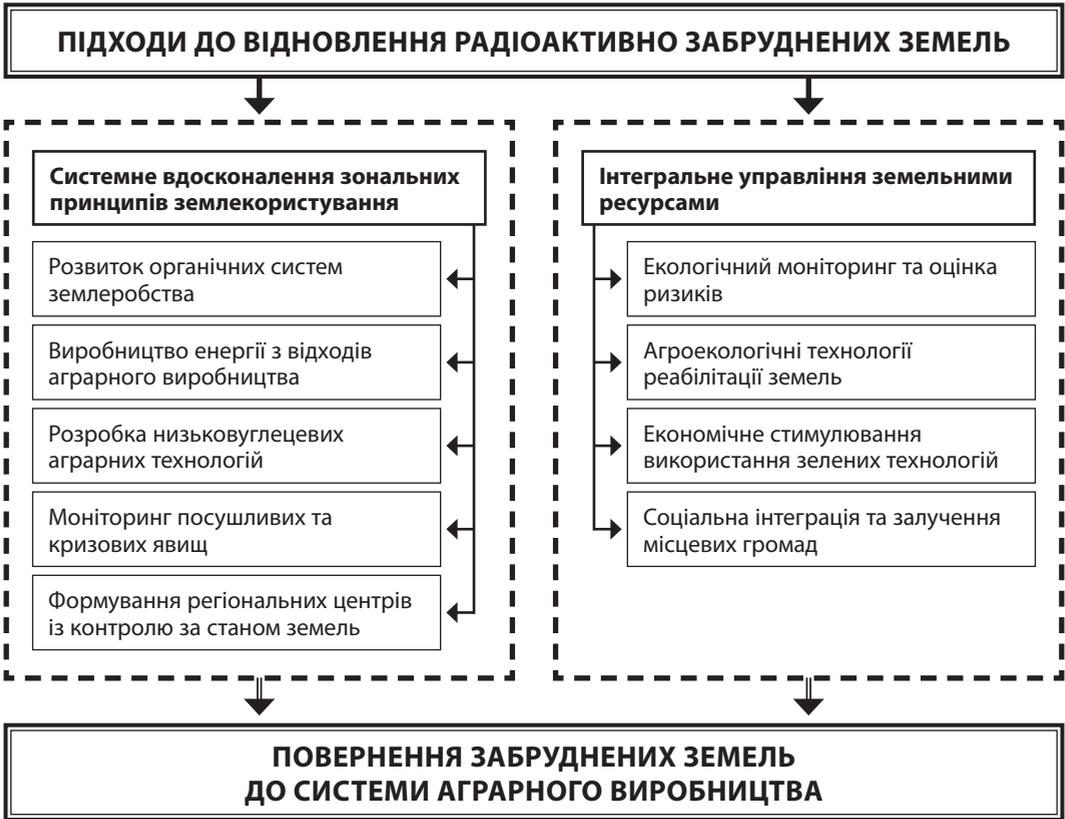 ПІДХОДИ ДО ВІДНОВЛЕННЯ РАДІОАКТИВНО ЗАБРУДНЕНИХ ЗЕМЕЛЬ
Системне вдосконалення зональних
принципів землекористування
Розвиток органічних систем
землеробства
Виробництво енергії з відходів
аграрного виробництва
Розробка низьковуглецевих
аграрних технологій
Моніторинг посушливих та
кризових явищ
Формування регіональних центрів
із контролю за станом земель
Інтегральне управління земельними
ресурсами
Екологічний моніторинг та оцінка
ризиків
Агроекологічні технології
реабілітації земель
Економічне стимулювання
використання зелених технологій
Соціальна інтеграція та залучення
місцевих громад
ПОВЕРНЕННЯ ЗАБРУДНЕНИХ ЗЕМЕЛЬ
ДО СИСТЕМИ АГРАРНОГО ВИРОБНИЦТВА